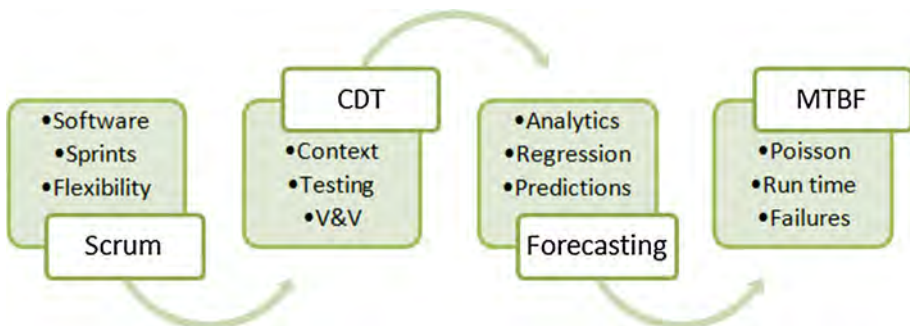 •Software
•Sprints
•Flexibility
Scrum
CDT
•Context
•Testing
•V&V
•Analytics
•Regression
•Predictions
Forecasting
MTBF
•Poisson
•Run time
•Failures